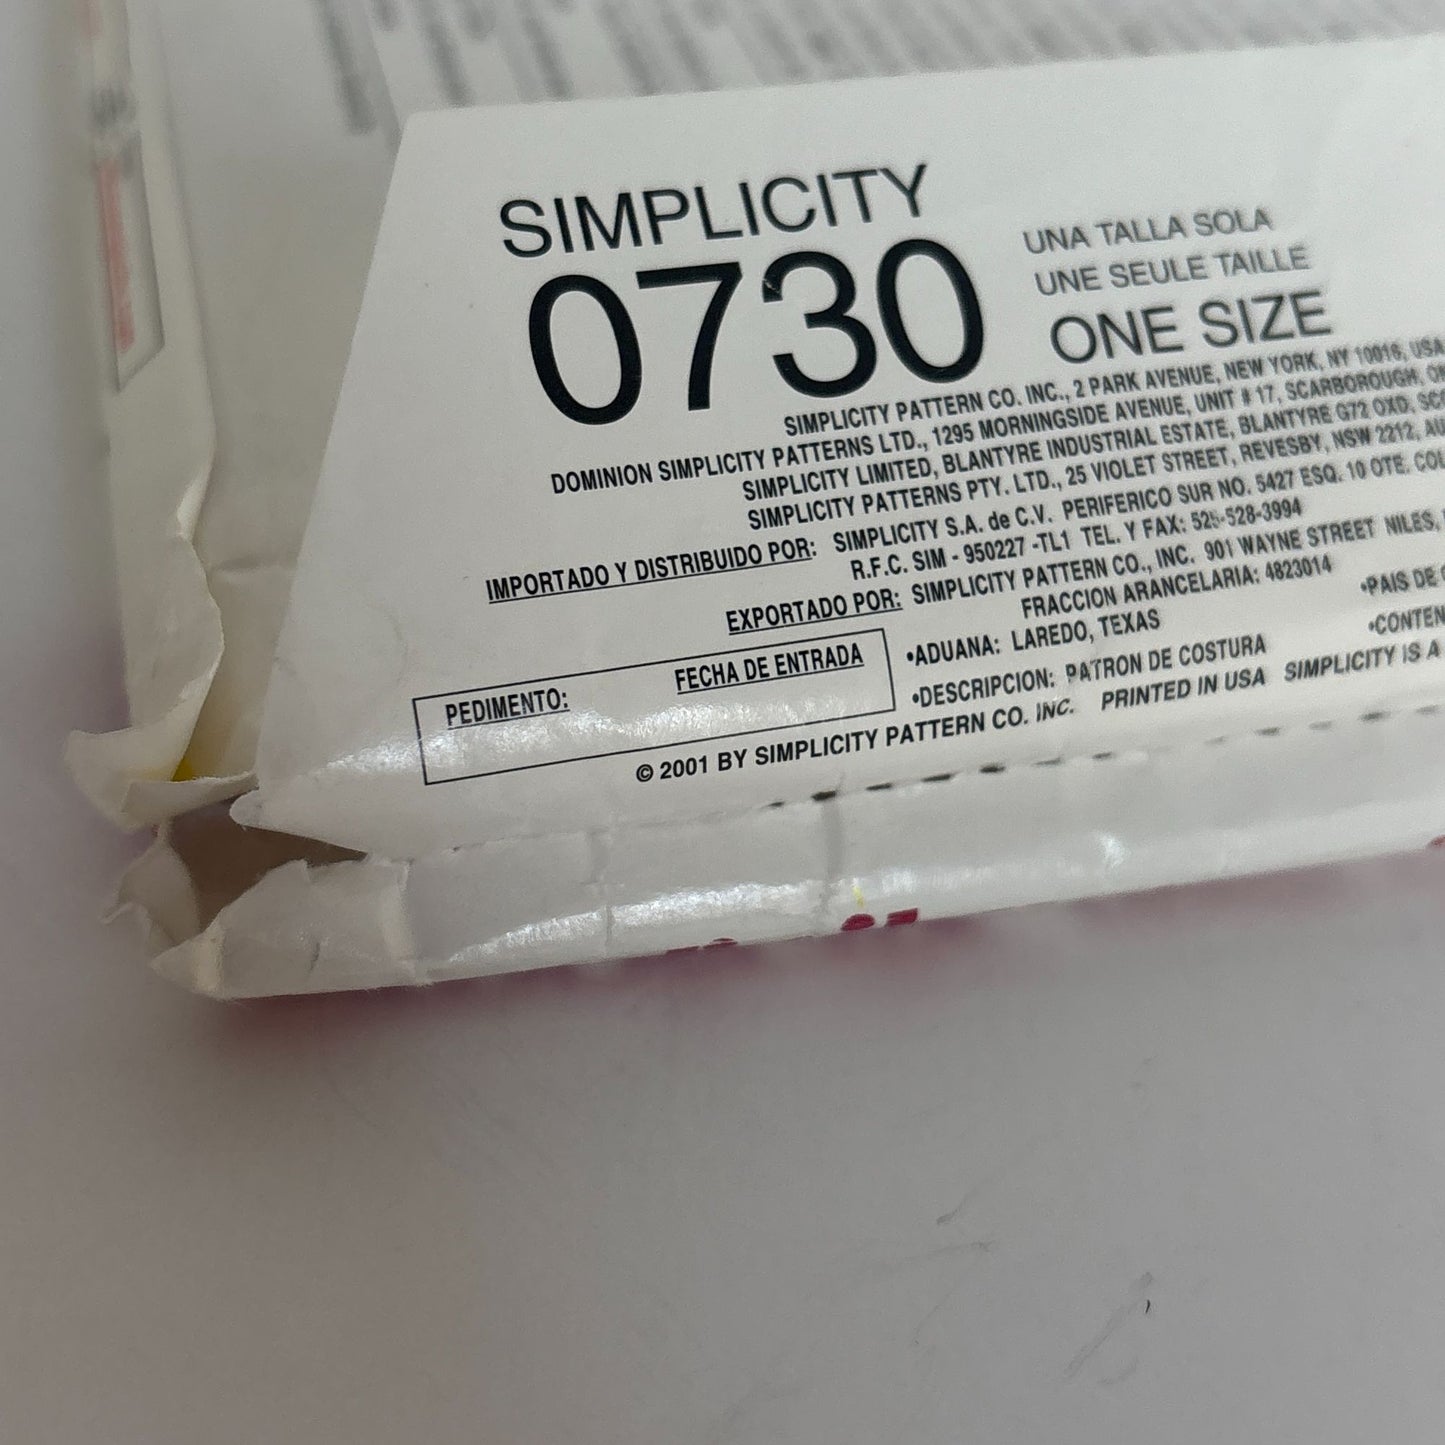 SIMPLICITY
0730
UNA TALLA SOLA
UNE SEULE TAILLE
ONE SIZE
SIMPLICITY PATTERN CO. INC., 2 PARK AVENUE, NEW YORK, NY 10016, USA
DOMINION SIMPLICITY PATTERNS LTD., 1295 MORNINGSIDE AVENUE, UNIT # 17, SCARBOROUGH,
SIMPLICITY LIMITED, BLANTYRE INDUSTRIAL ESTATE, BLANTYRE G72 OXD,
SIMPLICITY PATTERNS PTY. LTD., 25 VIOLET STREET, REVESBY, NSW 2212,
IMPORTADO Y DISTRIBUIDO POR: SIMPLICITY S.A. de C.V. PERIFERICO SUR NO. 5427 ESQ. 10 OTE.
R.F.C. SIM - 950227 -TL1 TEL. Y FAX: 525-528-3994
EXPORTADO POR: SIMPLICITY PATTERN CO., INC. 901 WAYNE STREET NILES,
FRACCION ARANCELARIA: 4823014
•ADUANA: LAREDO, TEXAS •PAIS DE
•DESCRIPCION: PATRON DE COSTURA
PEDIMENTO: FECHA DE ENTRADA
© 2001 BY SIMPLICITY PATTERN CO. INC. PRINTED IN USA SIMPLICITY IS A